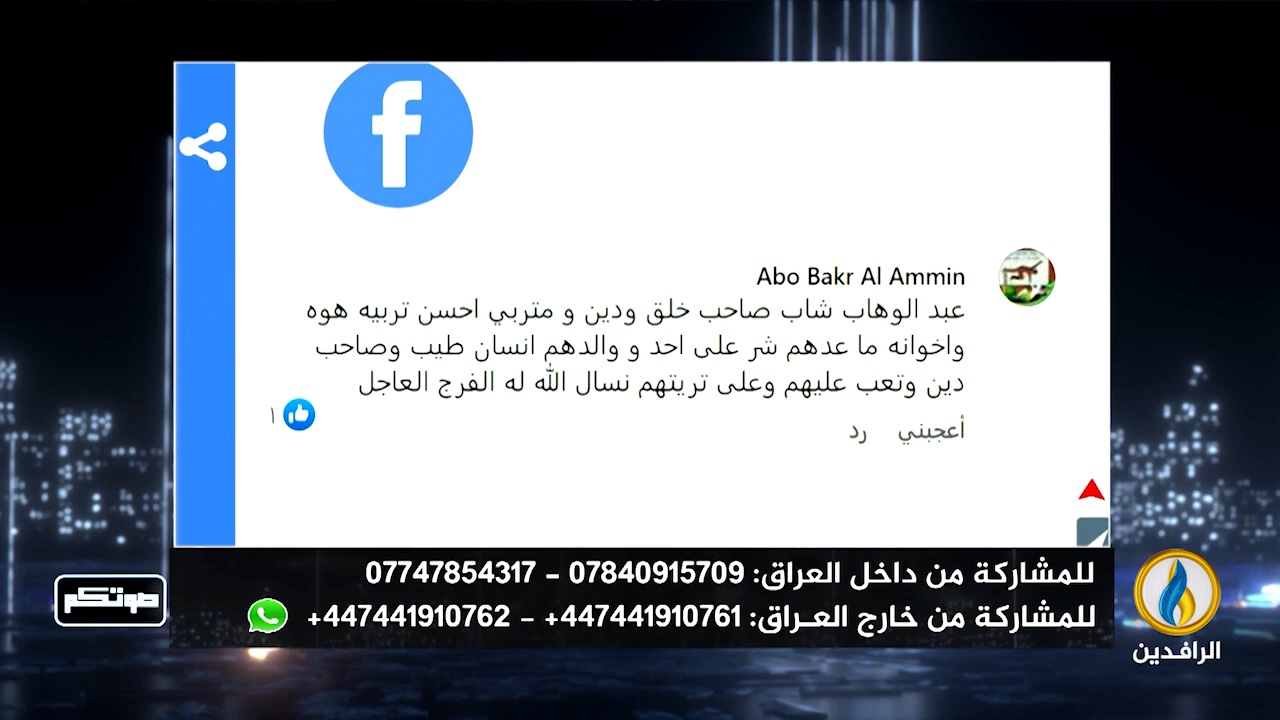 f
Abo Bakr Al Ammin
عبد الوهاب شاب صاحب خلق ودين و متربي احسن تربيه هوه
واخوانه ما عدهم شر على احد و والدهم انسان طيب وصاحب
دين وتعب عليهم وعلى تريتهم نسال الله له الفرج العاجل
١
أعجبني رد
للمشاركة من داخل العراق: 07840915709 - 07747854317
للمشاركة من خارج العـراق: 447441910761+ - 447441910762+
صوتكم
الرافدين